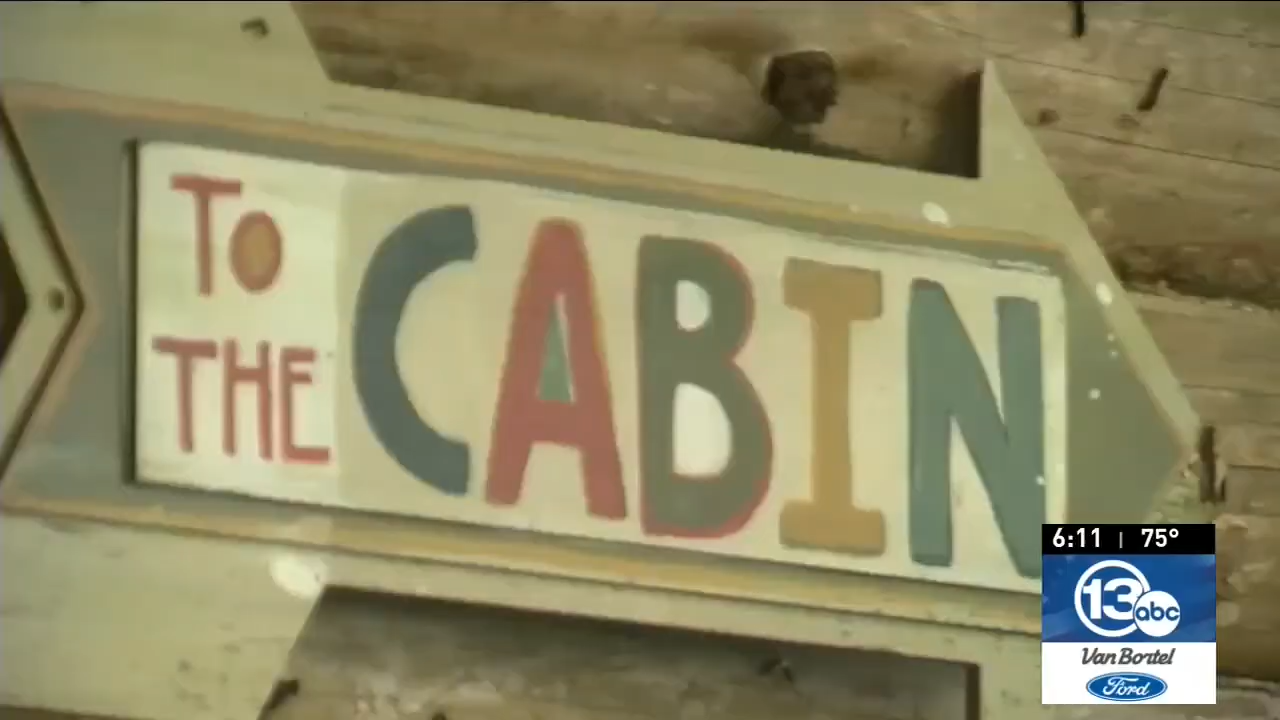 TO
THE
CABIN
6:11 | 75°
13 abc
Van Bortel
Ford